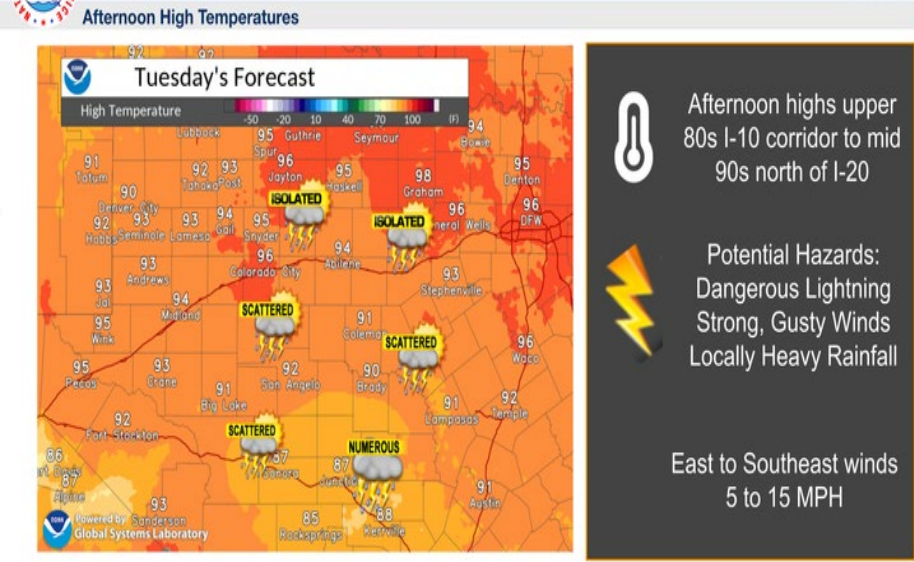 Afternoon High Temperatures
Tuesday's Forecast
High Temperature
-50 -20 10 40 70 100 (F)
92 92
Lubbock
95 Guthrie
Spur
Seymour
94
Bowie
91
Tatum
92 93
Tahoka Post
96
Jayton
95
Haskell
98
Graham
95
Denton
90
Denver City
ISOLATED
ISOLATED
96
neral Wells
96
DFW
92 93 93 94 95
Hobbs Seminole Lamesa Gail Snyder
94
Abilene
96
Colorado City
93
Andrews
93
Stephenville
93
Jal
94
Midland
SCATTERED
95
Wink
91
Coleman
SCATTERED
96
Waco
95
Pecos
93
Crane
92
San Angelo
90
Brady
91
Big Lake
91
Lampasas
92
Temple
92
Fort Stockton
SCATTERED
NUMEROUS
86
87
Alpine
87
Sonora
87
Junction
91
Austin
93
Sanderson
85
Rocksprings
88
Kerrville
NOAA
Powered by
Global Systems Laboratory
Afternoon highs upper
80s I-10 corridor to mid
90s north of I-20
Potential Hazards:
Dangerous Lightning
Strong, Gusty Winds
Locally Heavy Rainfall
East to Southeast winds
5 to 15 MPH